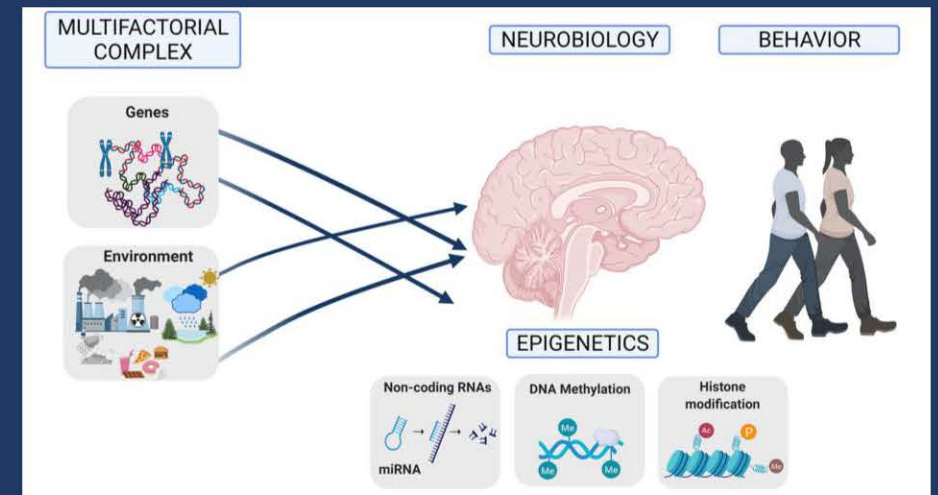 MULTIFACTORIAL
COMPLEX
NEUROBIOLOGY
BEHAVIOR
Genes
Environment
EPIGENETICS
Non-coding RNAs
miRNA
DNA Methylation
Me
Me
Me
Histone
modification
Ac
P
Me